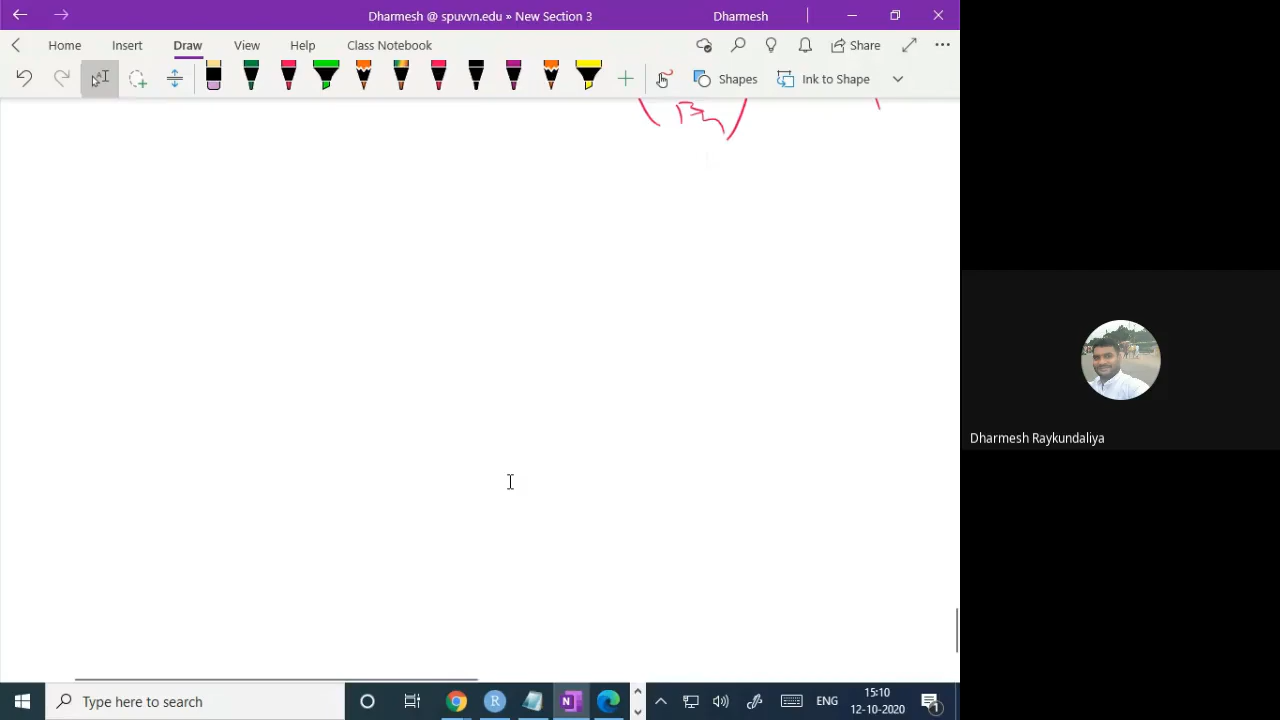 Dharmesh @ spuvvn.edu » New Section 3
Dharmesh
Home Insert Draw View Help Class Notebook
Share
Shapes
Ink to Shape
Dharmesh Raykundaliya
Type here to search
ENG
15:10
12-10-2020
1